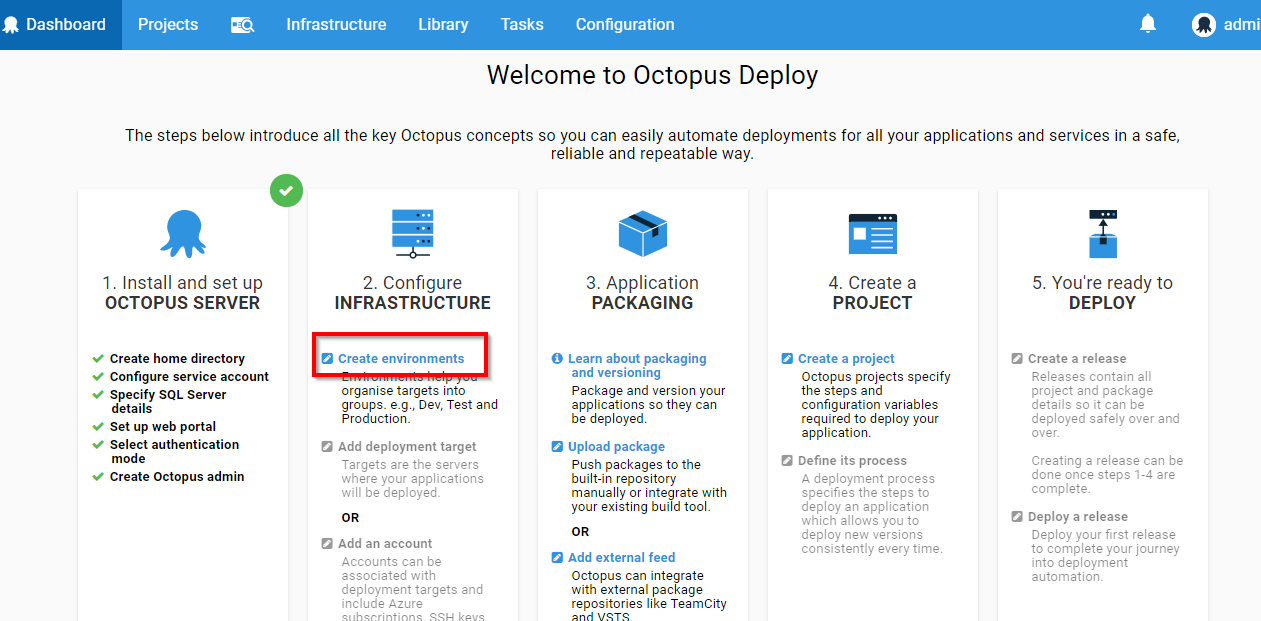 Dashboard
Projects
Infrastructure
Library
Tasks
Configuration
admi
Welcome to Octopus Deploy
The steps below introduce all the key Octopus concepts so you can easily automate deployments for all your applications and services in a safe,
reliable and repeatable way.
1. Install and set up
OCTOPUS SERVER
Create home directory
Configure service account
Specify SQL Server
details
Set up web portal
Select authentication
mode
Create Octopus admin
2. Configure
INFRASTRUCTURE
Create environments
Environments help you
organise targets into
groups. e.g., Dev, Test and
Production.
Add deployment target
Targets are the servers
where your applications
will be deployed.
OR
Add an account
Accounts can be
associated with
deployment targets and
include Azure
subscriptions, SSH keys,
3. Application
PACKAGING
Learn about packaging
and versioning
Package and version your
applications so they can
be deployed.
Upload package
Push packages to the
built-in repository
manually or integrate with
your existing build tool.
OR
Add external feed
Octopus can integrate
with external package
repositories like TeamCity
and VSTS.
4. Create a
PROJECT
Create a project
Octopus projects specify
the steps and
configuration variables
required to deploy your
application.
Define its process
A deployment process
specifies the steps to
deploy an application
which allows you to
deploy new versions
consistently every time.
5. You're ready to
DEPLOY
Create a release
Releases contain all
project and package
details so it can be
deployed safely over and
over.
Creating a release can be
done once steps 1-4 are
complete.
Deploy a release
Deploy your first release
to complete your journey
into deployment
automation.